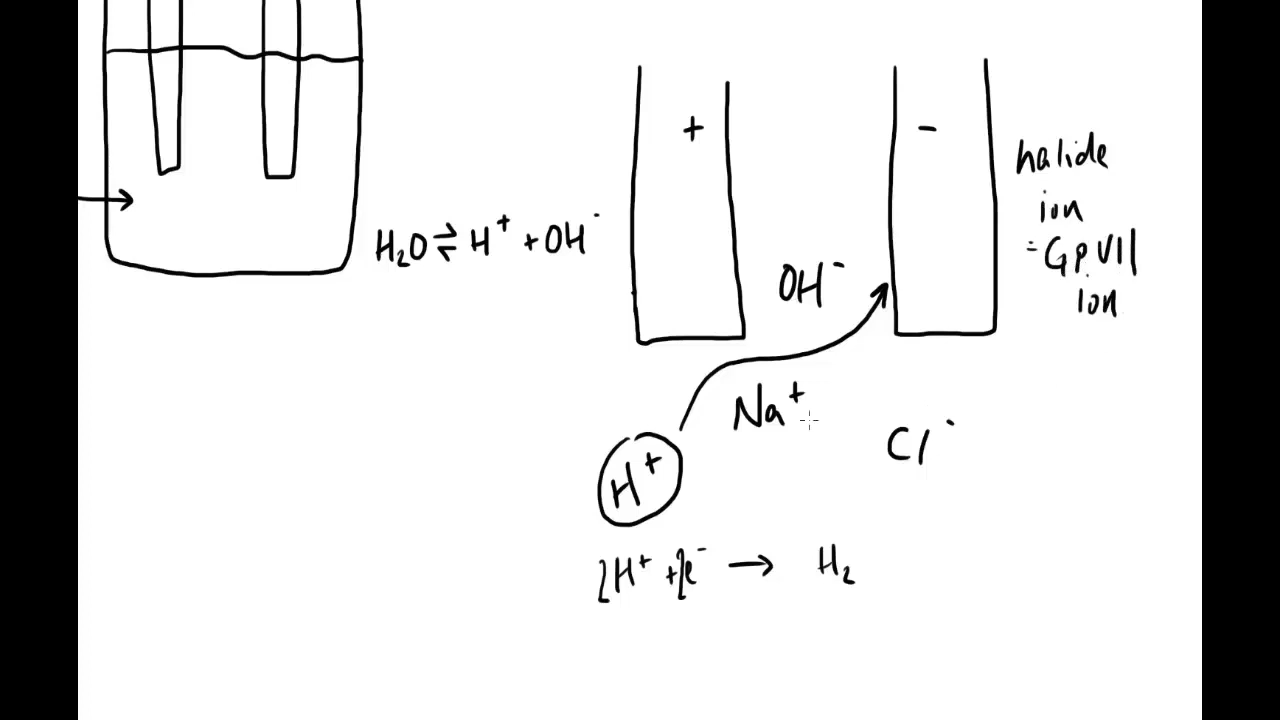 +
-
halide
ion
= Gp VII
ion
H₂O ⇌ H⁺ + OH⁻
OH⁻
Na⁺
Cl⁻
H⁺
2H⁺ + 2e⁻ → H₂